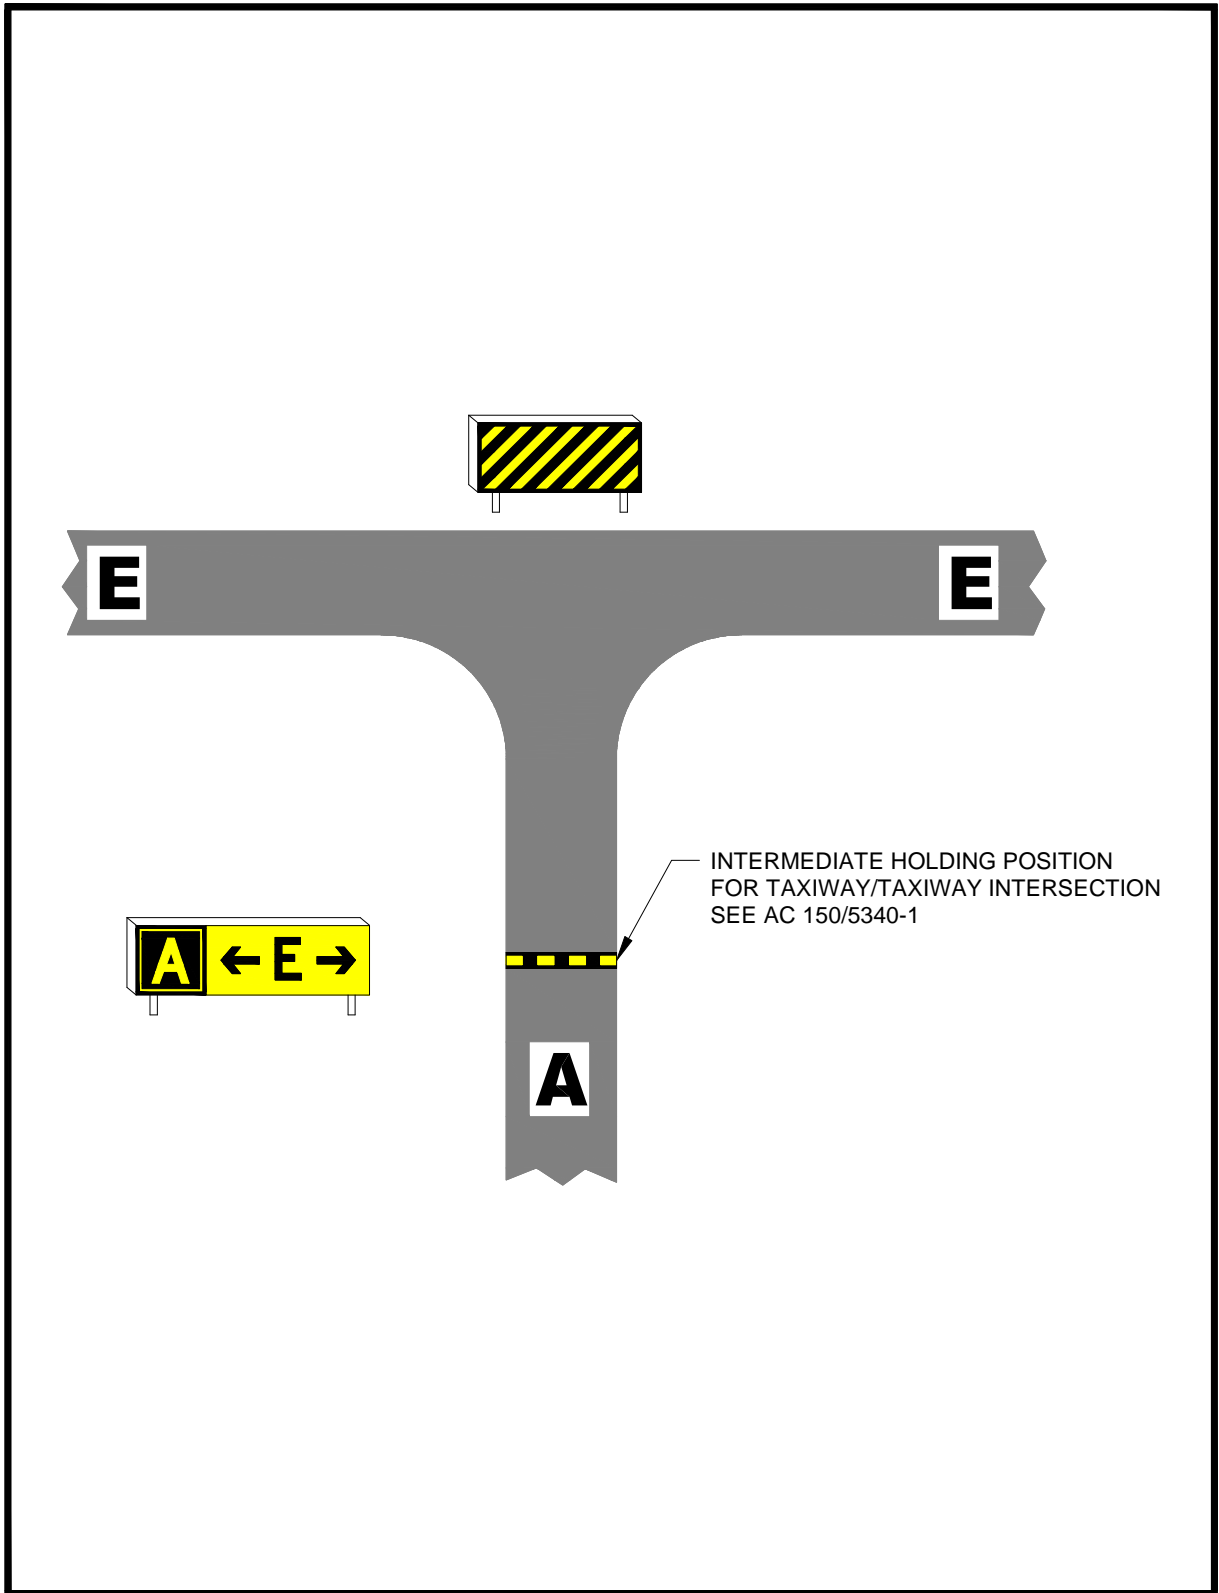 E E
INTERMEDIATE HOLDING POSITION
FOR TAXIWAY/TAXIWAY INTERSECTION
SEE AC 150/5340-1
A ← E →
A